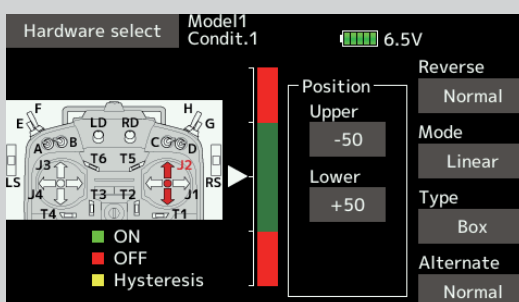 Hardware select
Model1
Condit.1
6.5V
F
E
LD
RD
H
G
A
B
C
D
J3
T6
T5
J2
LS
J4
T3
T2
J1
RS
T4
T1
ON
OFF
Hysteresis
Position
Upper
-50
Lower
+50
Reverse
Normal
Mode
Linear
Type
Box
Alternate
Normal